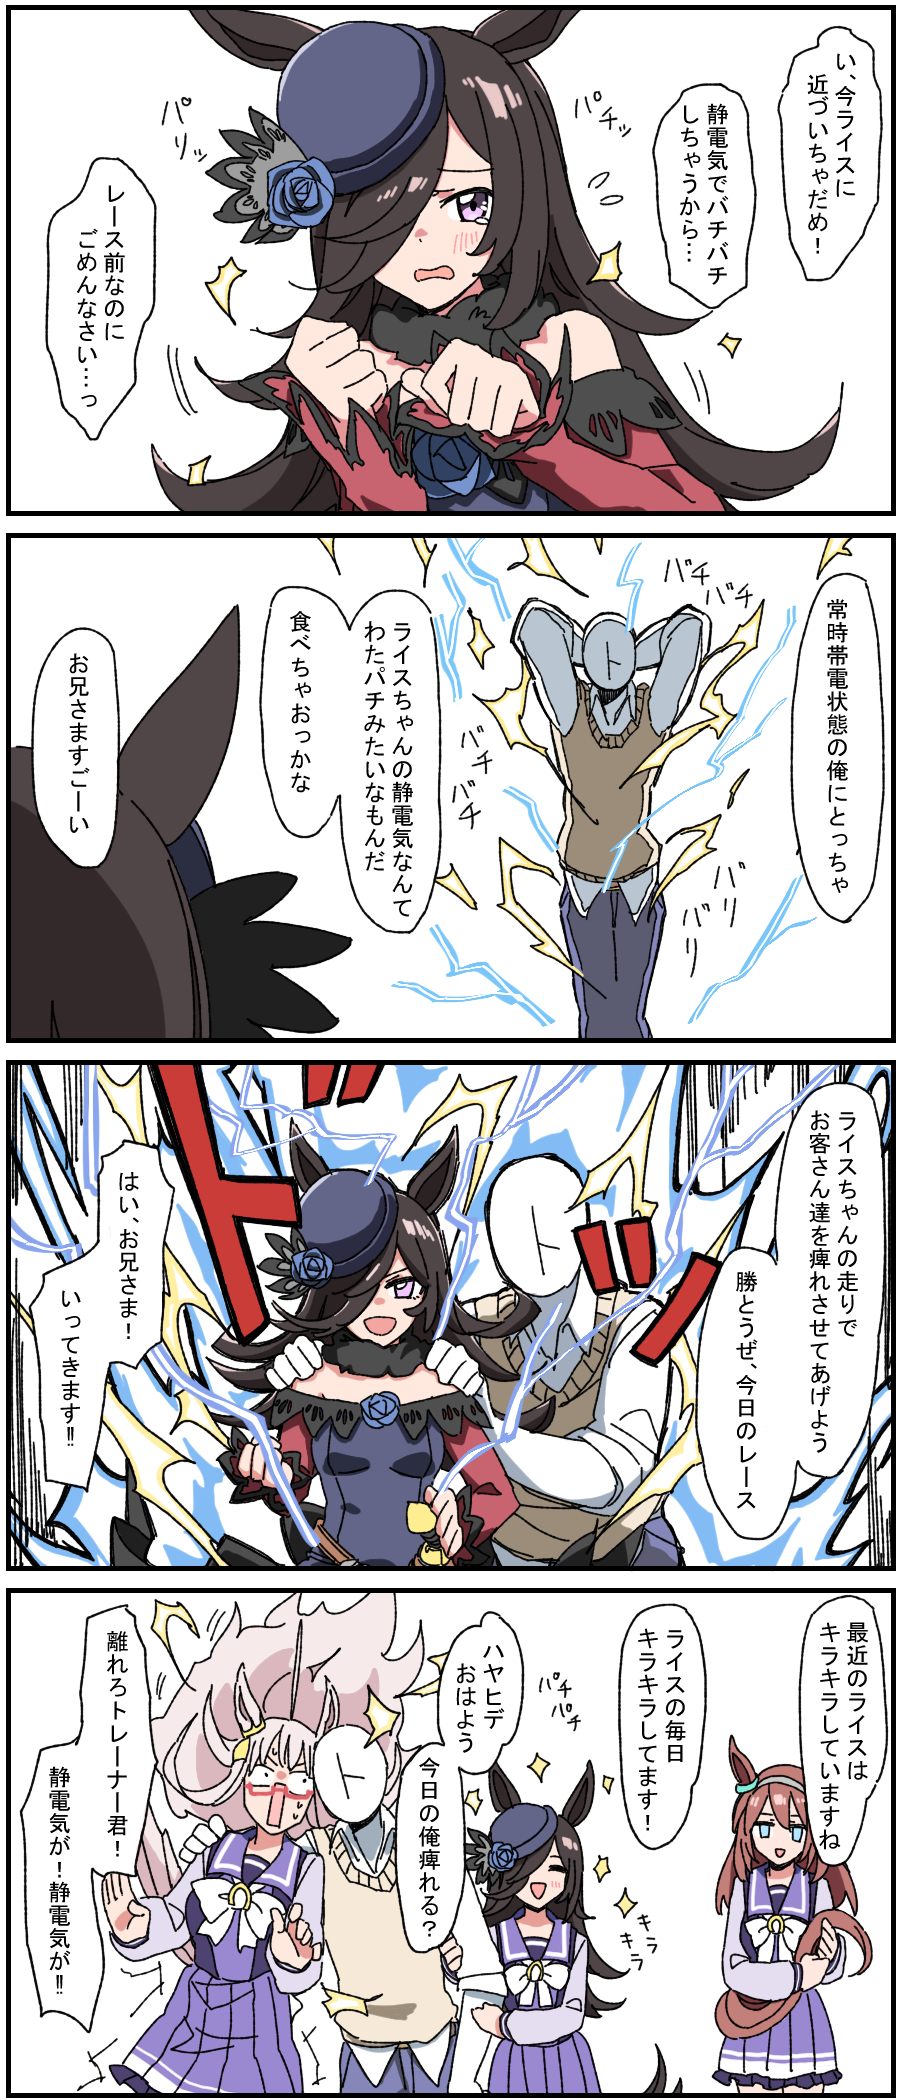 い、今ライスに
近づいちゃだめ！
静電気でバチバチ
しちゃうから…
パチッ
パリッ
レース前なのに
ごめんなさい…っ
常時帯電状態の俺にとっちゃ
バチ
バチ
ト
ライスちゃんの静電気なんて
わたパチみたいなもんだ
食べちゃおっかな
バチ
バチ
バリ
バリ
お兄さますごーい
ライスちゃんの走りで
お客さん達を痺れさせてあげよう
勝とうぜ、今日のレース
ト
ドン
はい、お兄さま！
いってきます!!
最近のライスは
キラキラしていますね
ライスの毎日
キラキラしてます！
パチ
パチ
キラ
キラ
ハヤヒデ
おはよう
今日の俺痺れる？
ト
離れろトレーナー君！
静電気が！静電気が!!